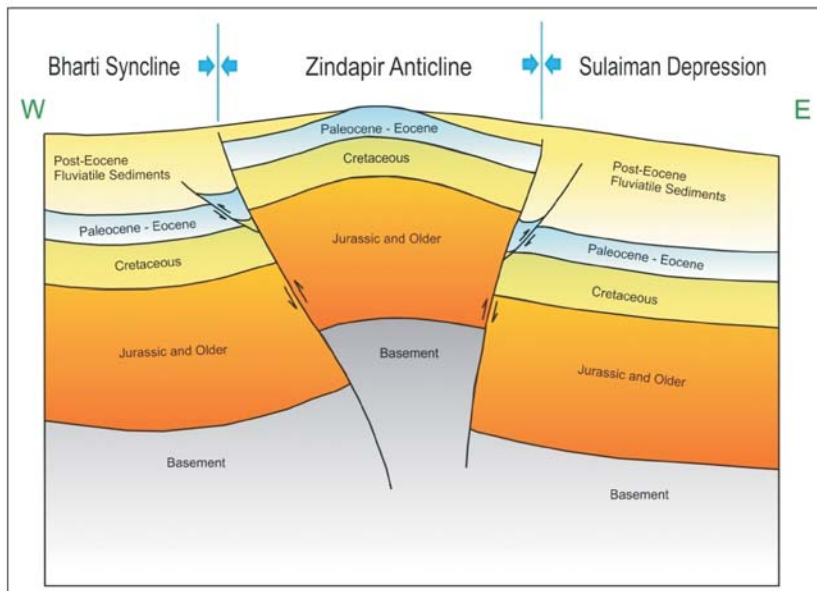 Bharti Syncline
Zindapir Anticline
Sulaiman Depression
W
E
Paleocene - Eocene
Post-Eocene
Fluviatile Sediments
Cretaceous
Post-Eocene
Fluviatile Sediments
Paleocene - Eocene
Jurassic and Older
Paleocene - Eocene
Cretaceous
Cretaceous
Jurassic and Older
Basement
Jurassic and Older
Basement
Basement